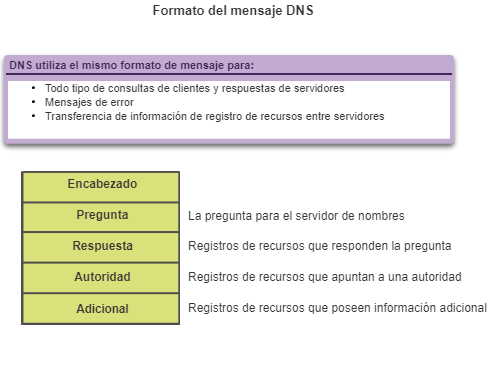 Formato del mensaje DNS
DNS utiliza el mismo formato de mensaje para:
• Todo tipo de consultas de clientes y respuestas de servidores
• Mensajes de error
• Transferencia de información de registro de recursos entre servidores
Encabezado
Pregunta La pregunta para el servidor de nombres
Respuesta Registros de recursos que responden la pregunta
Autoridad Registros de recursos que apuntan a una autoridad
Adicional Registros de recursos que poseen información adicional